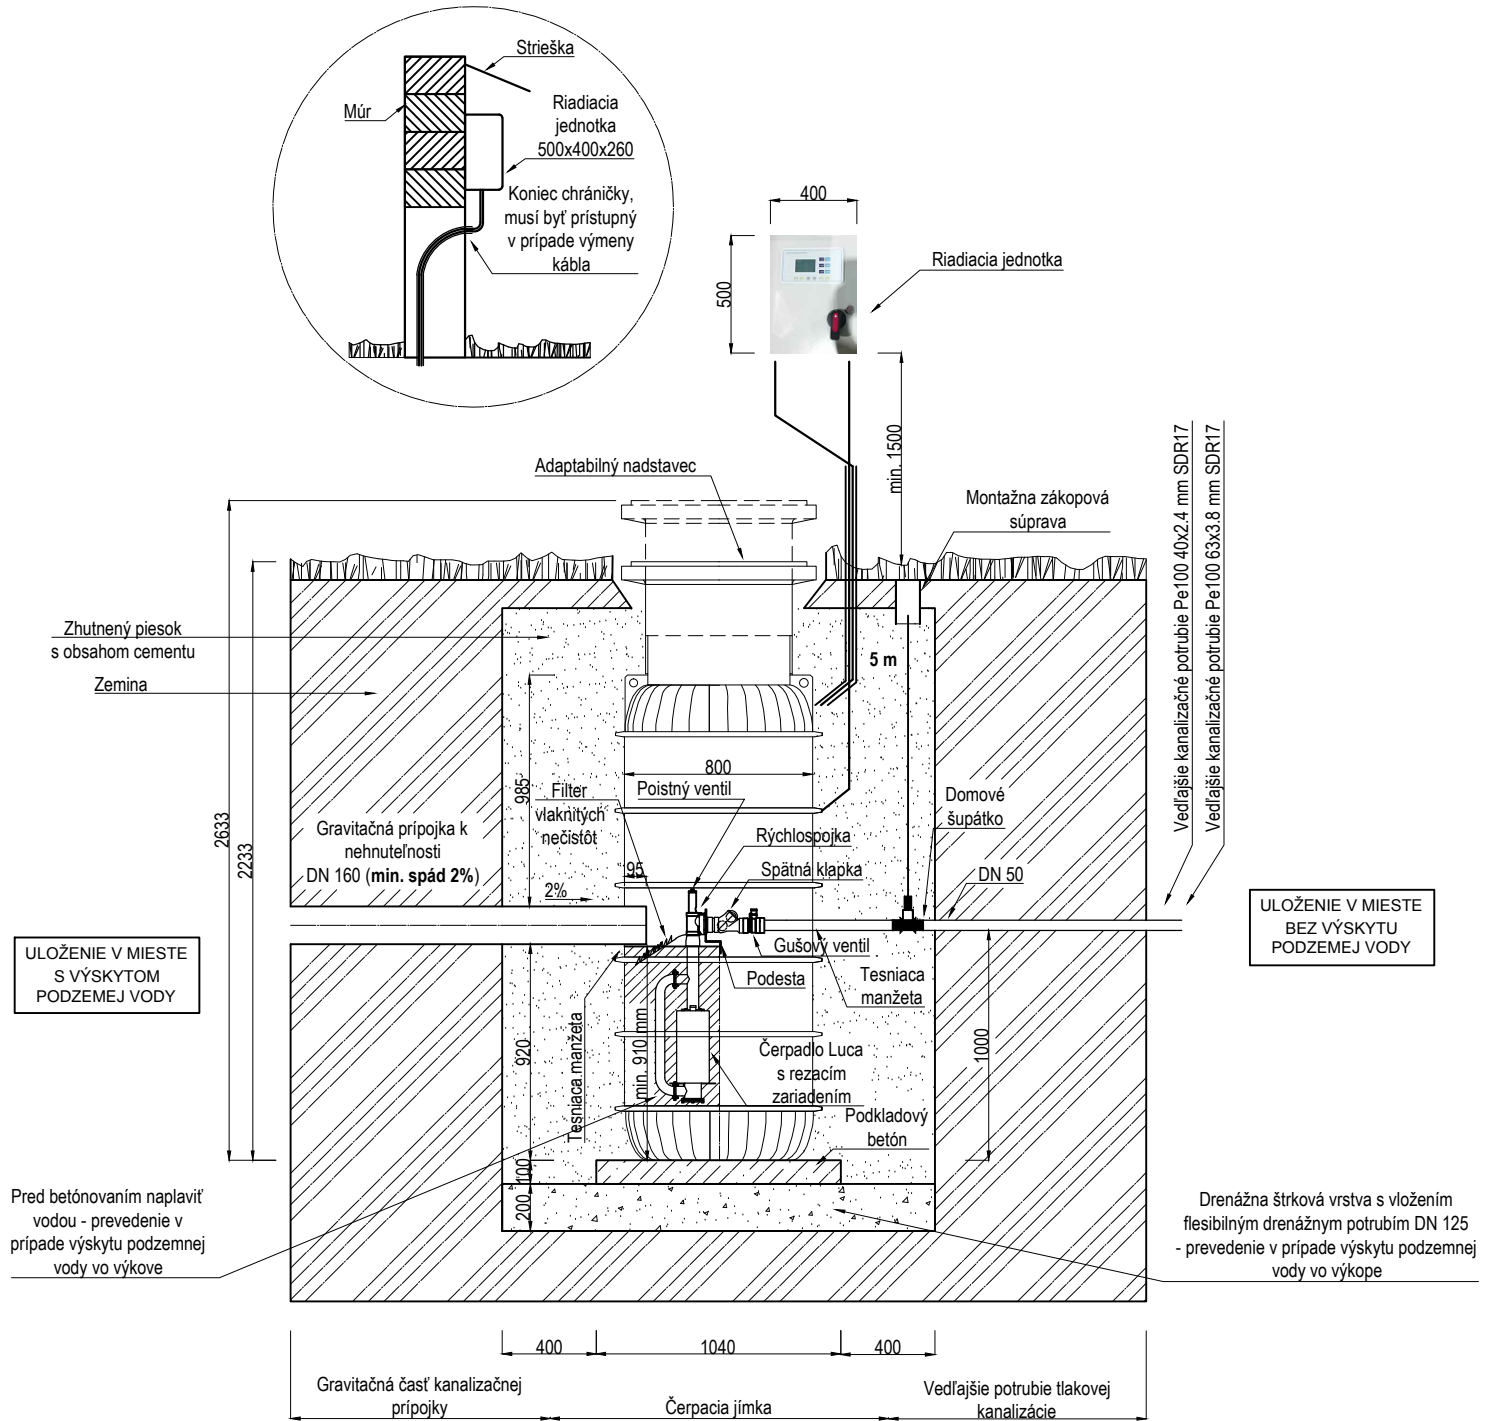 Strieška
Múr
Riadiacia
jednotka
500x400x260
Koniec chráničky,
musí byť prístupný
v prípade výmeny
kábla
400
500
Riadiacia jednotka
min. 1500
Vedľajšie kanalizačné potrubie Pe100 40x2.4 mm SDR17
Vedľajšie kanalizačné potrubie Pe100 63x3.8 mm SDR17
Adaptabilný nadstavec
Montažna zákopová
súprava
Zhutnený piesok
s obsahom cementu
Zemina
5 m
2633
2233
985
800
Filter
vlaknitých
nečistôt
Poistný ventil
Domové
šupátko
Gravitačná prípojka k
nehnuteľnosti
DN 160 (min. spád 2%)
Rýchlospojka
95
Spätná klapka
2%
DN 50
ULOŽENIE V MIESTE
S VÝSKYTOM
PODZEMEJ VODY
ULOŽENIE V MIESTE
BEZ VÝSKYTU
PODZEMEJ VODY
Gušový ventil
Podesta
Tesniaca
manžeta
920
Tesniaca manžeta
min. 910 mm
1000
Čerpadlo Luca
s rezacím
zariadením
Podkladový
betón
100
200
Pred betónovaním naplaviť
vodou - prevedenie v
prípade výskytu podzemnej
vody vo výkove
Drenážna štrková vrstva s vložením
flesibilným drenážnym potrubím DN 125
- prevedenie v prípade výskytu podzemnej
vody vo výkope
400
1040
400
Gravitačná časť kanalizačnej
prípojky
Čerpacia jímka
Vedľajšie potrubie tlakovej
kanalizácie